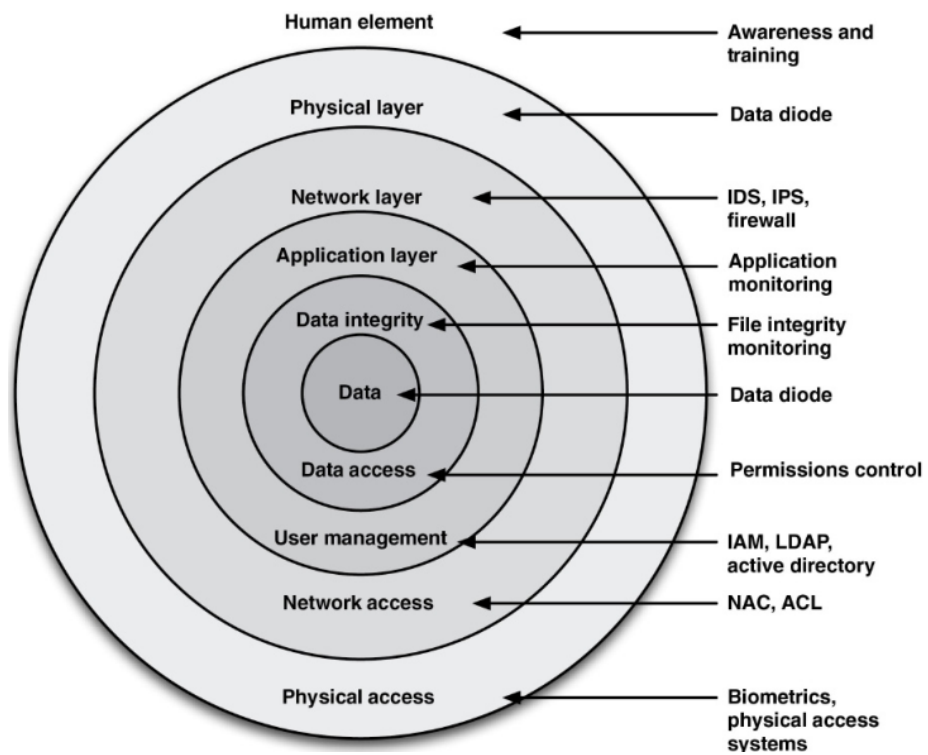 Human element
Awareness and
training
Physical layer
Data diode
Network layer
IDS, IPS,
firewall
Application layer
Application
monitoring
Data integrity
File integrity
monitoring
Data
Data diode
Data access
Permissions control
User management
IAM, LDAP,
active directory
Network access
NAC, ACL
Physical access
Biometrics,
physical access
systems